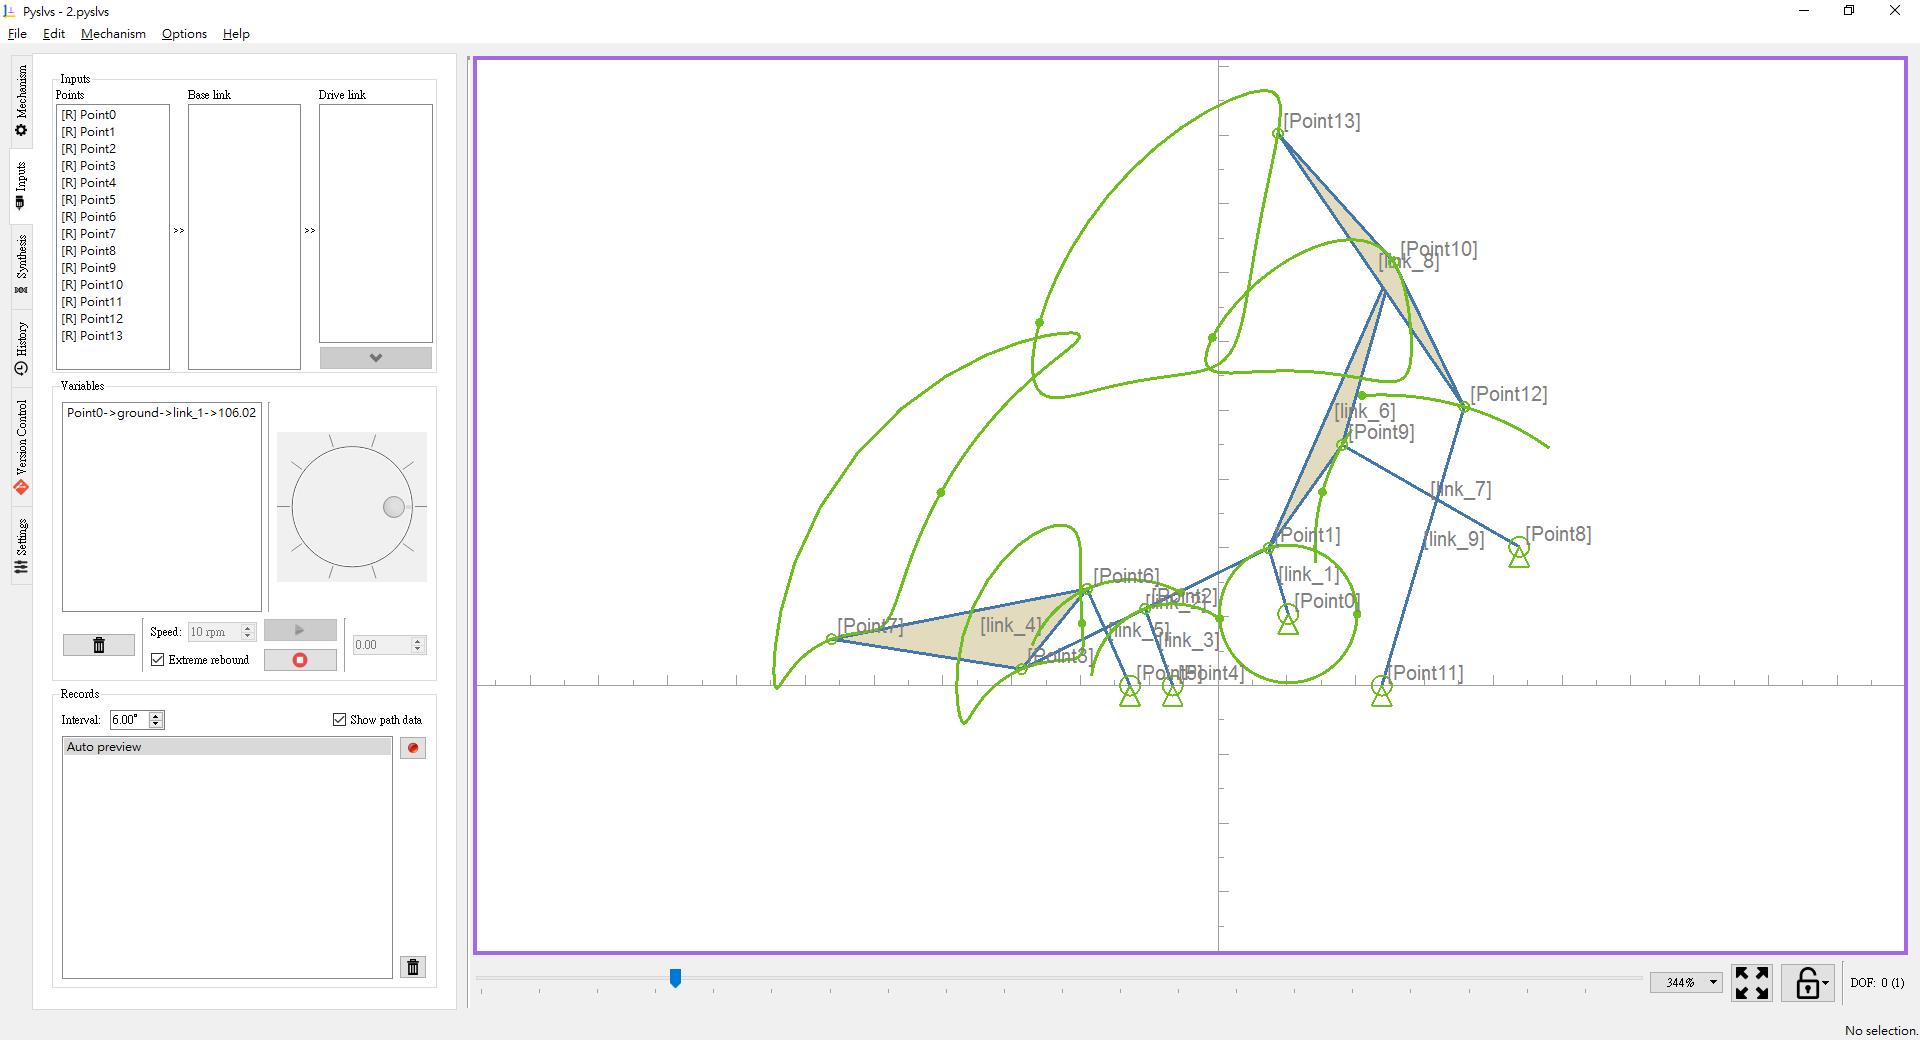 Pyslvs - 2.pyslvs
File Edit Mechanism Options Help
Mechanism
Inputs
Synthesis
History
Version Control
Settings
Inputs
Points Base link Drive link
[R] Point0
[R] Point1
[R] Point2
[R] Point3
[R] Point4
[R] Point5
[R] Point6
[R] Point7
[R] Point8
[R] Point9
[R] Point10
[R] Point11
[R] Point12
[R] Point13
>> >>
Variables
Point0->ground->link_1->106.02
Speed: 10 rpm
0.00
Extreme rebound
Records
Interval: 6.00°
Show path data
Auto preview
[Point13]
[Point10]
[link_8]
[Point12]
[link_6]
[Point9]
[link_7]
[Point1]
[link_9]
[Point8]
[link_1]
[Point6]
[Point2]
[Point0]
[Point7]
[link_4]
[link_5]
[link_3]
[Point3]
[Point4]
[Point11]
344%
DOF: 0 (1)
No selection.